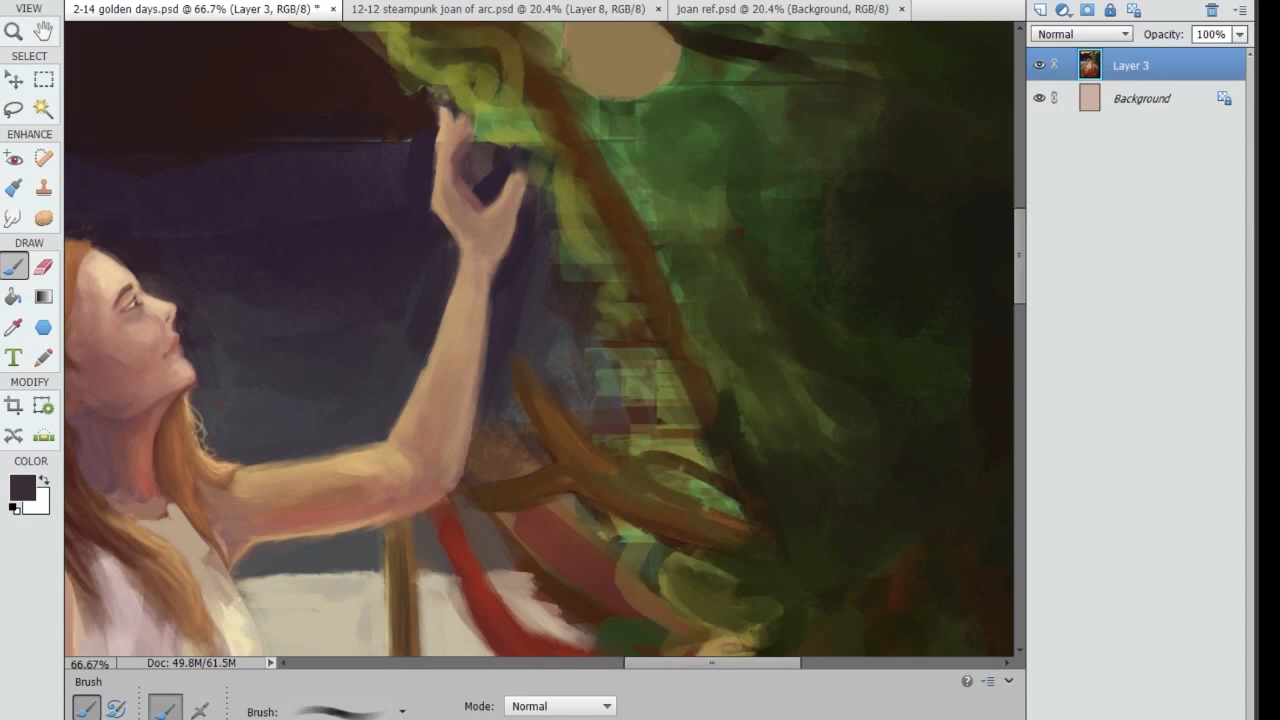 VIEW
2-14 golden days.psd @ 66.7% (Layer 3, RGB/8) * ×
12-12 steampunk joan of arc.psd @ 20.4% (Layer 8, RGB/8) ×
joan ref.psd @ 20.4% (Background, RGB/8) ×
Normal
Opacity: 100%
SELECT
Layer 3
Background
ENHANCE
DRAW
T
MODIFY
COLOR
66.67%
Doc: 49.8M/61.5M
Brush
Brush:
Mode: Normal